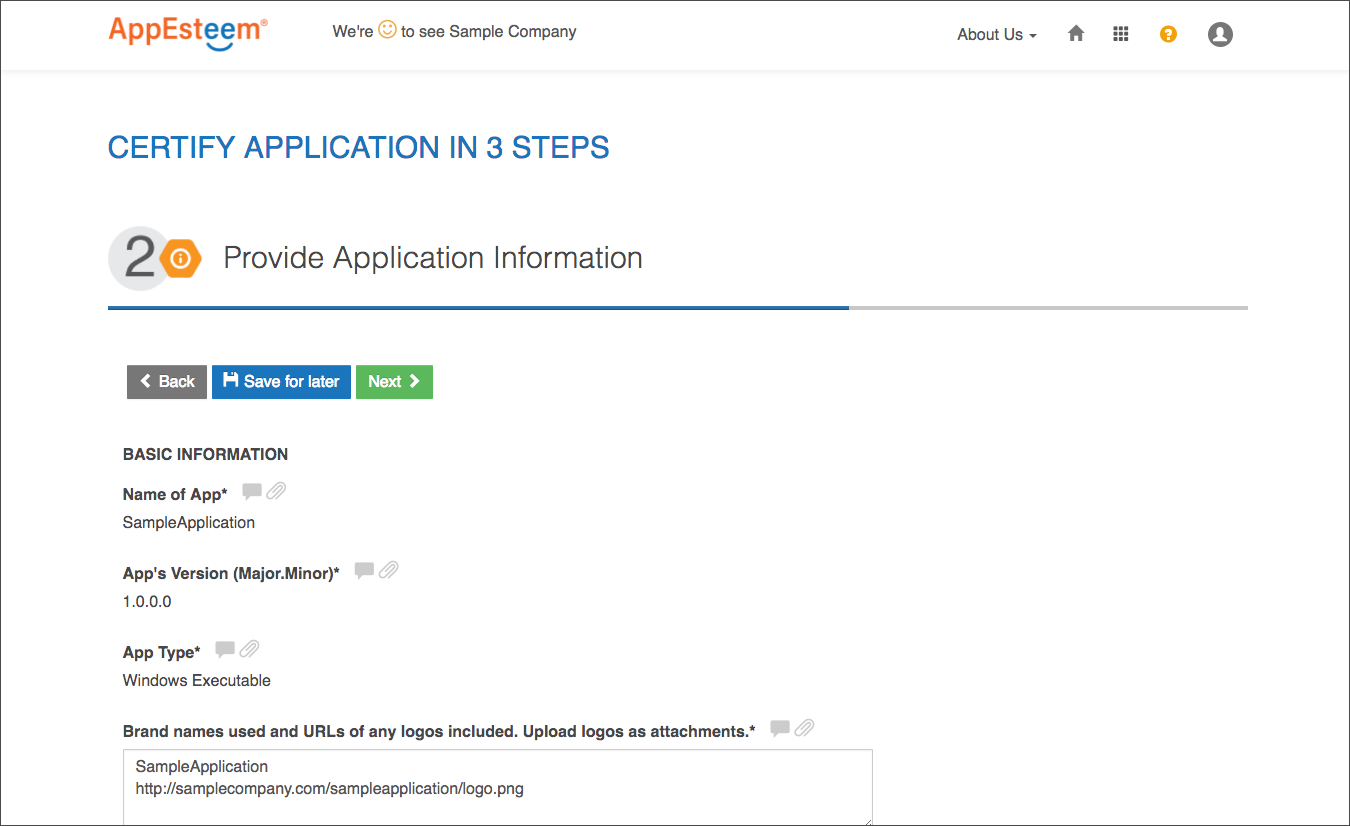 AppEsteem®
We're to see Sample Company
About Us
?
CERTIFY APPLICATION IN 3 STEPS
2
Provide Application Information
Back
Save for later
Next
BASIC INFORMATION
Name of App*
SampleApplication
App's Version (Major.Minor)*
1.0.0.0
App Type*
Windows Executable
Brand names used and URLs of any logos included. Upload logos as attachments.*
SampleApplication
http://samplecompany.com/sampleapplication/logo.png